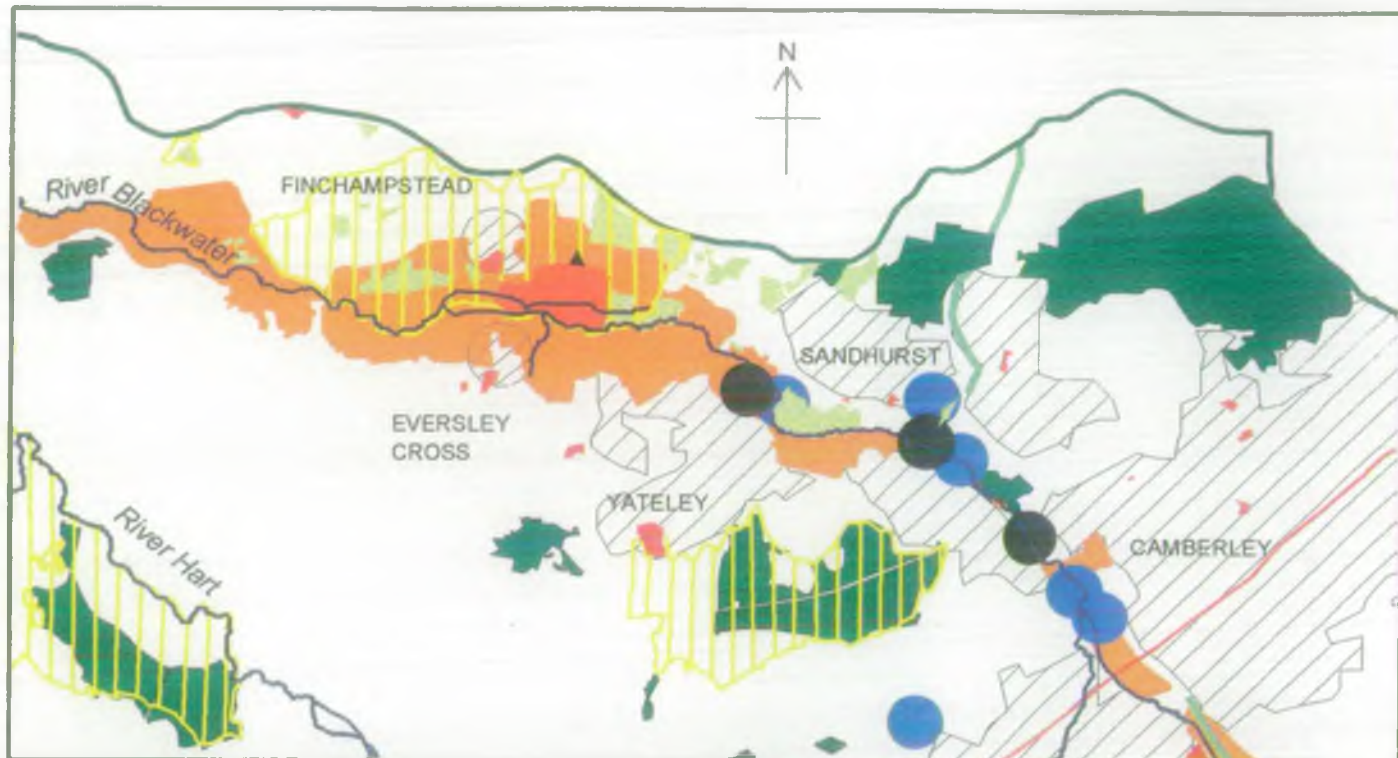 N
FINCHAMPSTEAD
River Blackwater
SANDHURST
EVERSLEY
CROSS
YATELEY
River Hart
CAMBERLEY